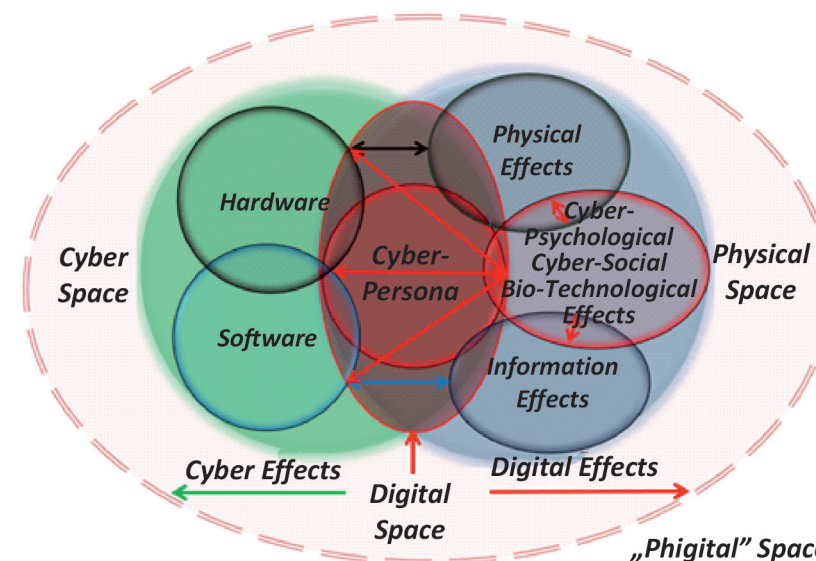 Physical
Effects
Hardware
Cyber-
Psychological
Cyber-Social
Bio-Technological
Effects
Cyber
Space
Cyber-
Persona
Physical
Space
Software
Information
Effects
Cyber Effects
Digital Effects
Digital
Space
„Phigital” Space